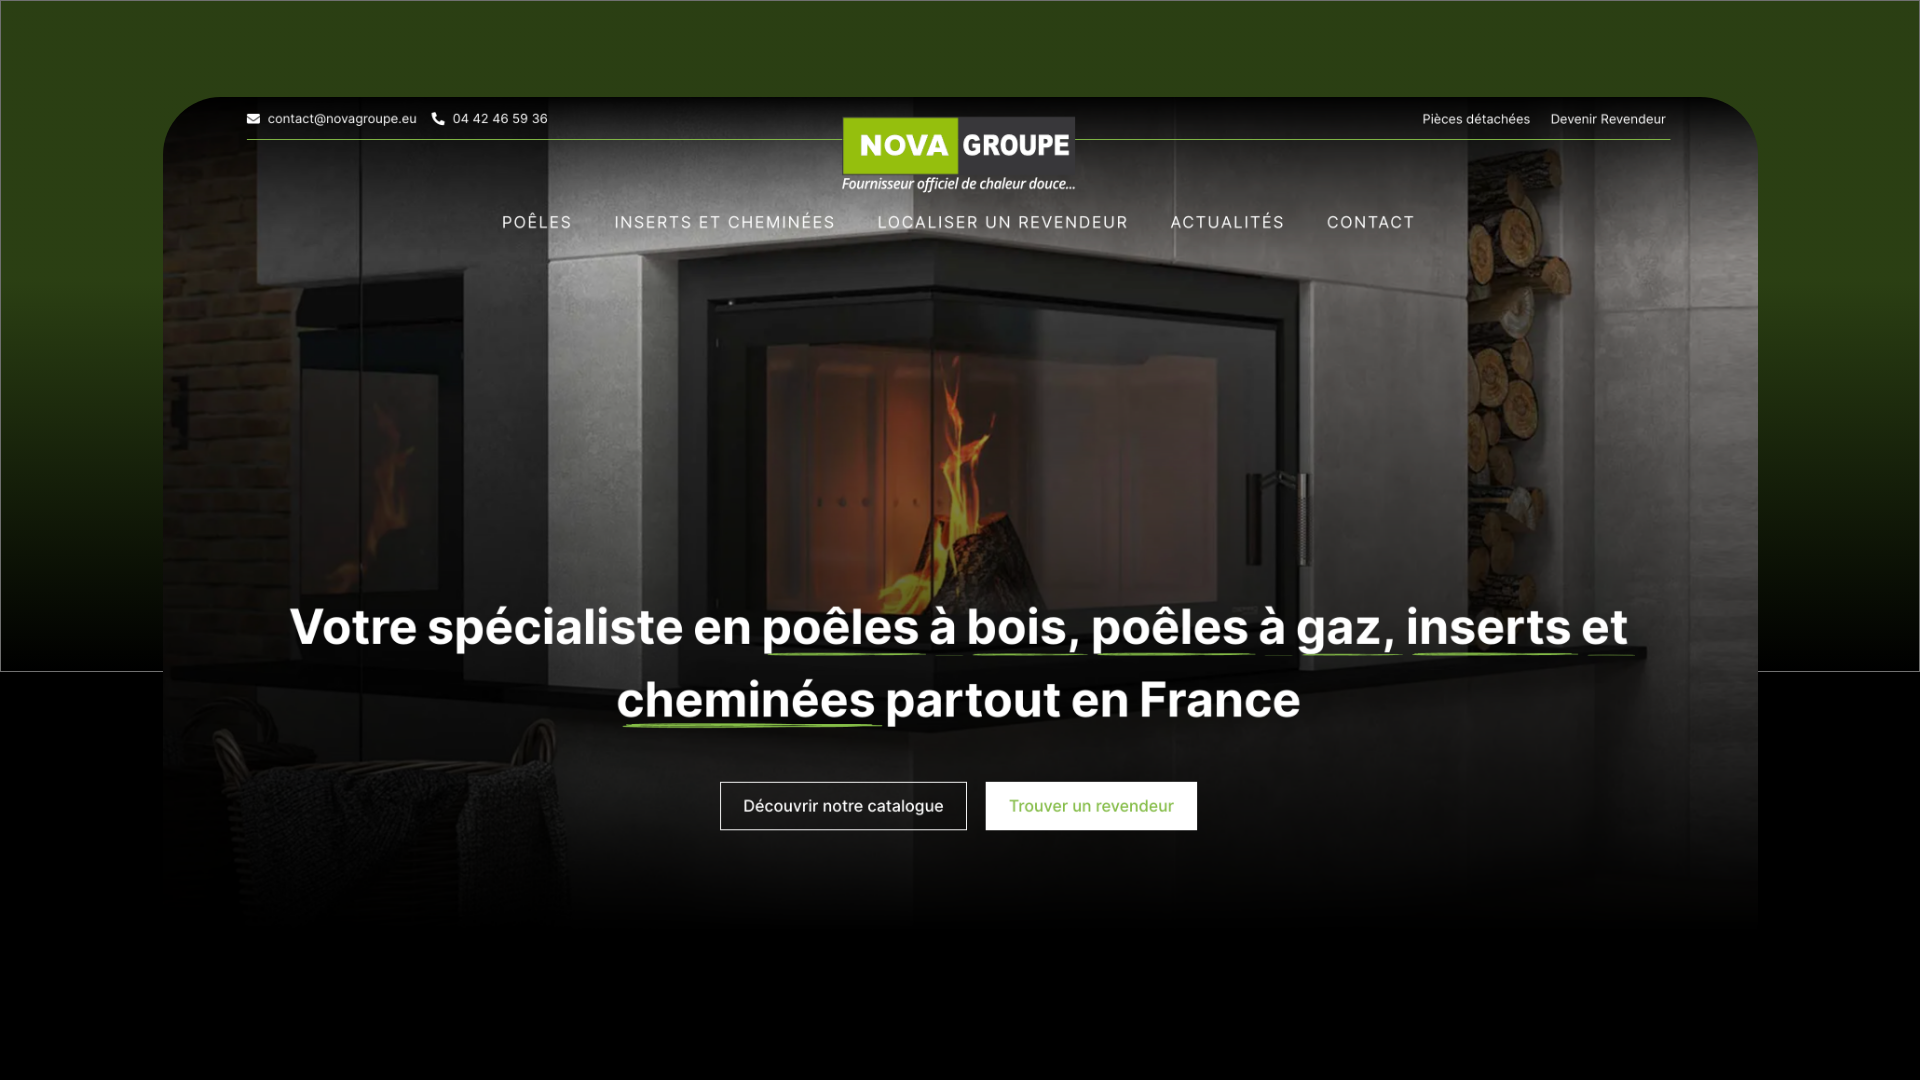 contact@novagroupe.eu 04 42 46 59 36
Pièces détachées Devenir Revendeur
NOVA GROUPE
Fournisseur officiel de chaleur douce...
POÊLES INSERTS ET CHEMINÉES LOCALISER UN REVENDEUR ACTUALITÉS CONTACT
Votre spécialiste en poêles à bois, poêles à gaz, inserts et
cheminées partout en France
Découvrir notre catalogue Trouver un revendeur